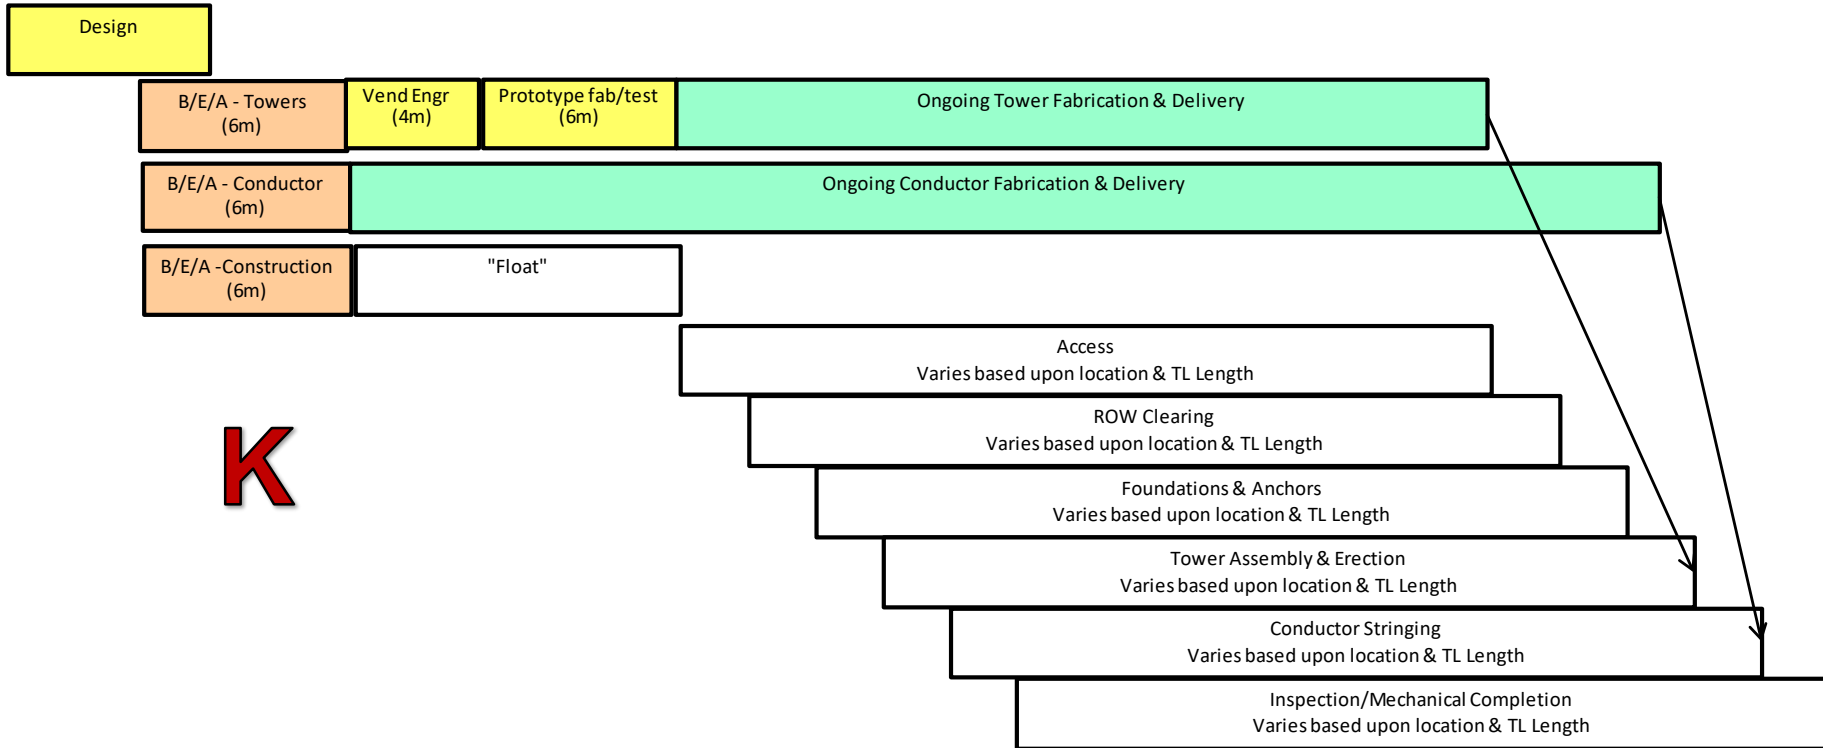 Design
B/E/A - Towers
(6m)
Vend Engr
(4m)
Prototype fab/test
(6m)
Ongoing Tower Fabrication & Delivery
B/E/A - Conductor
(6m)
Ongoing Conductor Fabrication & Delivery
B/E/A -Construction
(6m)
"Float"
Access
Varies based upon location & TL Length
ROW Clearing
Varies based upon location & TL Length
K
Foundations & Anchors
Varies based upon location & TL Length
Tower Assembly & Erection
Varies based upon location & TL Length
Conductor Stringing
Varies based upon location & TL Length
Inspection/Mechanical Completion
Varies based upon location & TL Length